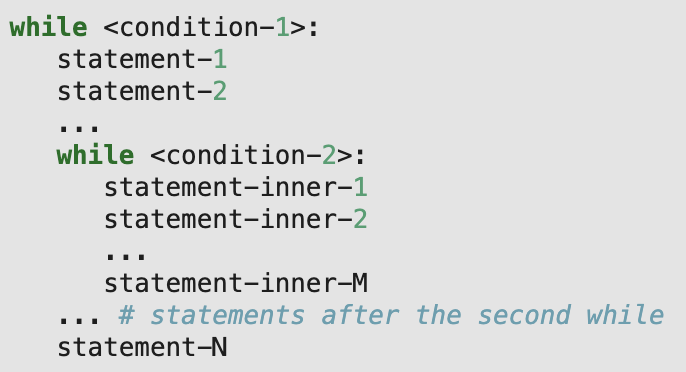 while <condition-1>:
   statement-1
   statement-2
   ...
   while <condition-2>:
      statement-inner-1
      statement-inner-2
      ...
      statement-inner-M
   ... # statements after the second while
   statement-N